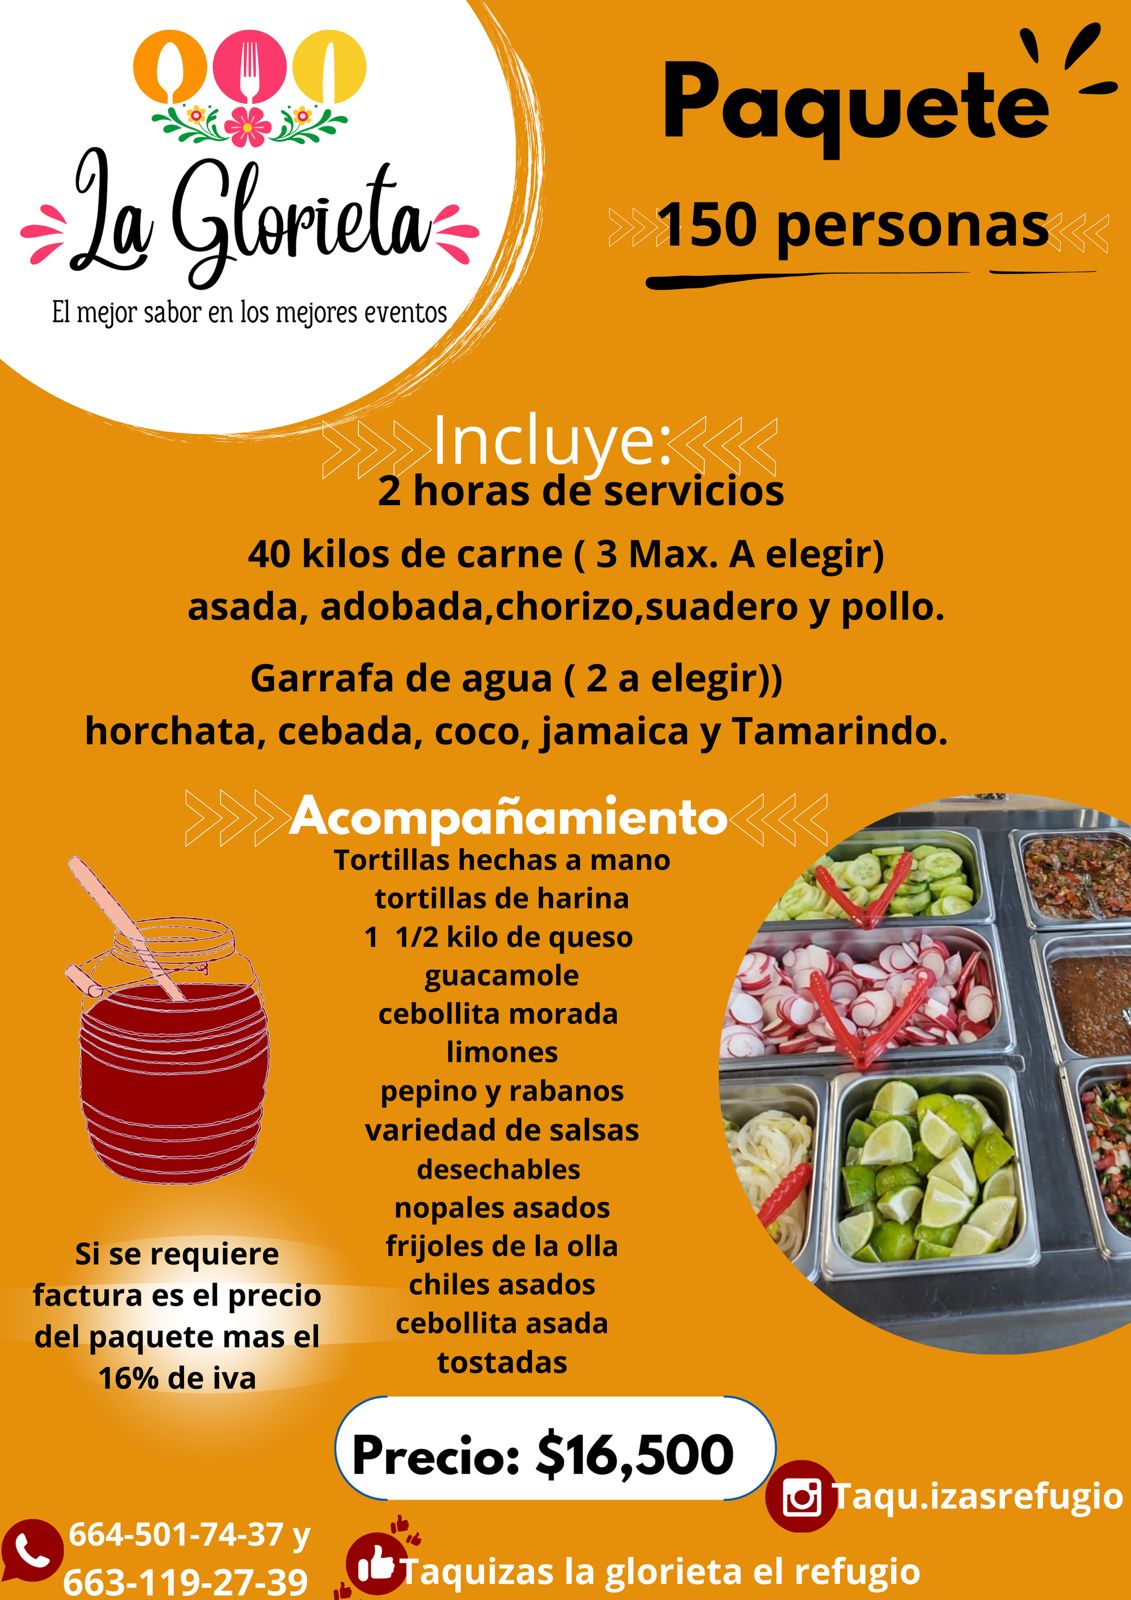 La Glorieta
El mejor sabor en los mejores eventos
Paquete
150 personas
Incluye:
2 horas de servicios
40 kilos de carne ( 3 Max. A elegir)
asada, adobada,chorizo,suadero y pollo.
Garrafa de agua ( 2 a elegir))
horchata, cebada, coco, jamaica y Tamarindo.
Acompañamiento
Tortillas hechas a mano
tortillas de harina
1 1/2 kilo de queso
guacamole
cebollita morada
limones
pepino y rabanos
variedad de salsas
desechables
nopales asados
frijoles de la olla
chiles asados
cebollita asada
tostadas
Si se requiere
factura es el precio
del paquete mas el
16% de iva
Precio: $16,500
Taqu.izasrefugio
664-501-74-37 y
663-119-27-39
Taquizas la glorieta el refugio